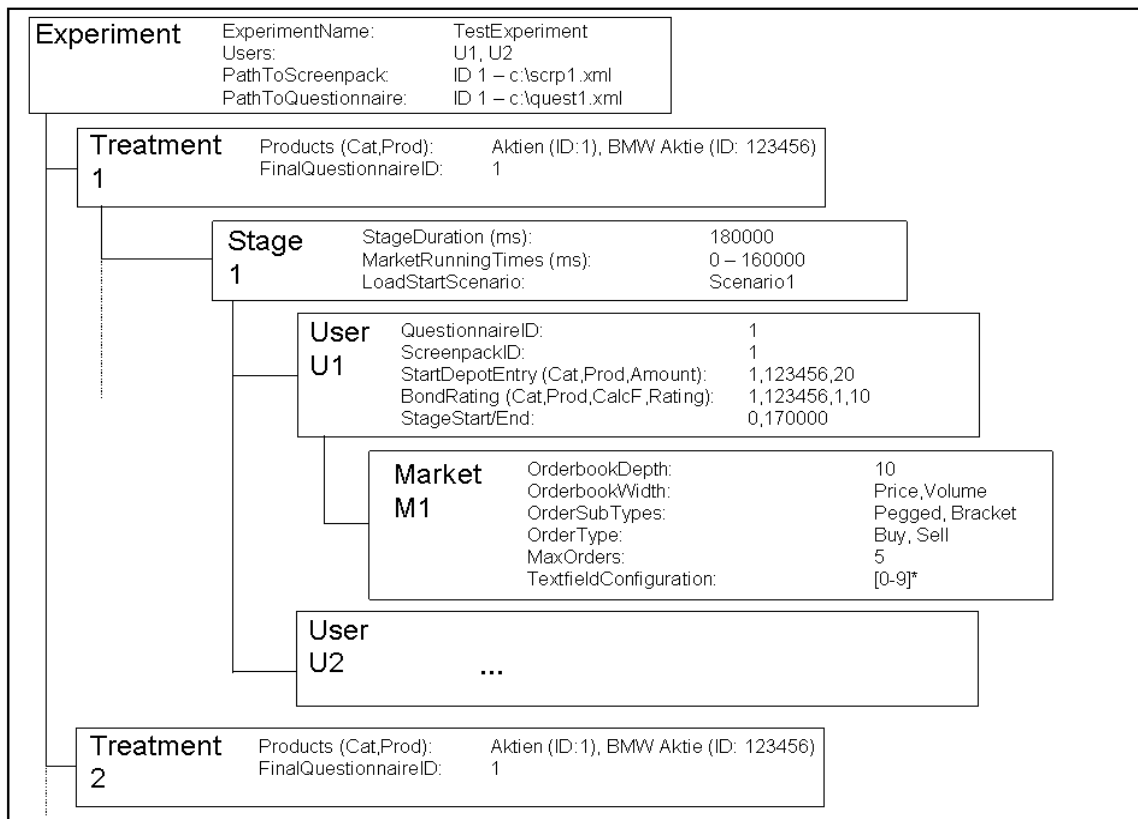 Experiment
ExperimentName: TestExperiment
Users: U1, U2
PathToScreenpack: ID 1 – c:\scrp1.xml
PathToQuestionnaire: ID 1 – c:\quest1.xml
Treatment
1
Products (Cat,Prod): Aktien (ID:1), BMW Aktie (ID: 123456)
FinalQuestionnaireID: 1
Stage
1
StageDuration (ms): 180000
MarketRunningTimes (ms): 0 – 160000
LoadStartScenario: Scenario1
User
U1
QuestionnaireID: 1
ScreenpackID: 1
StartDepotEntry (Cat,Prod,Amount): 1,123456,20
BondRating (Cat,Prod,CalcF,Rating): 1,123456,1,10
StageStart/End: 0,170000
Market
M1
OrderbookDepth: 10
OrderbookWidth: Price,Volume
OrderSubTypes: Pegged, Bracket
OrderType: Buy, Sell
MaxOrders: 5
TextfieldConfiguration: [0-9]*
User
U2 ...
Treatment
2
Products (Cat,Prod): Aktien (ID:1), BMW Aktie (ID: 123456)
FinalQuestionnaireID: 1